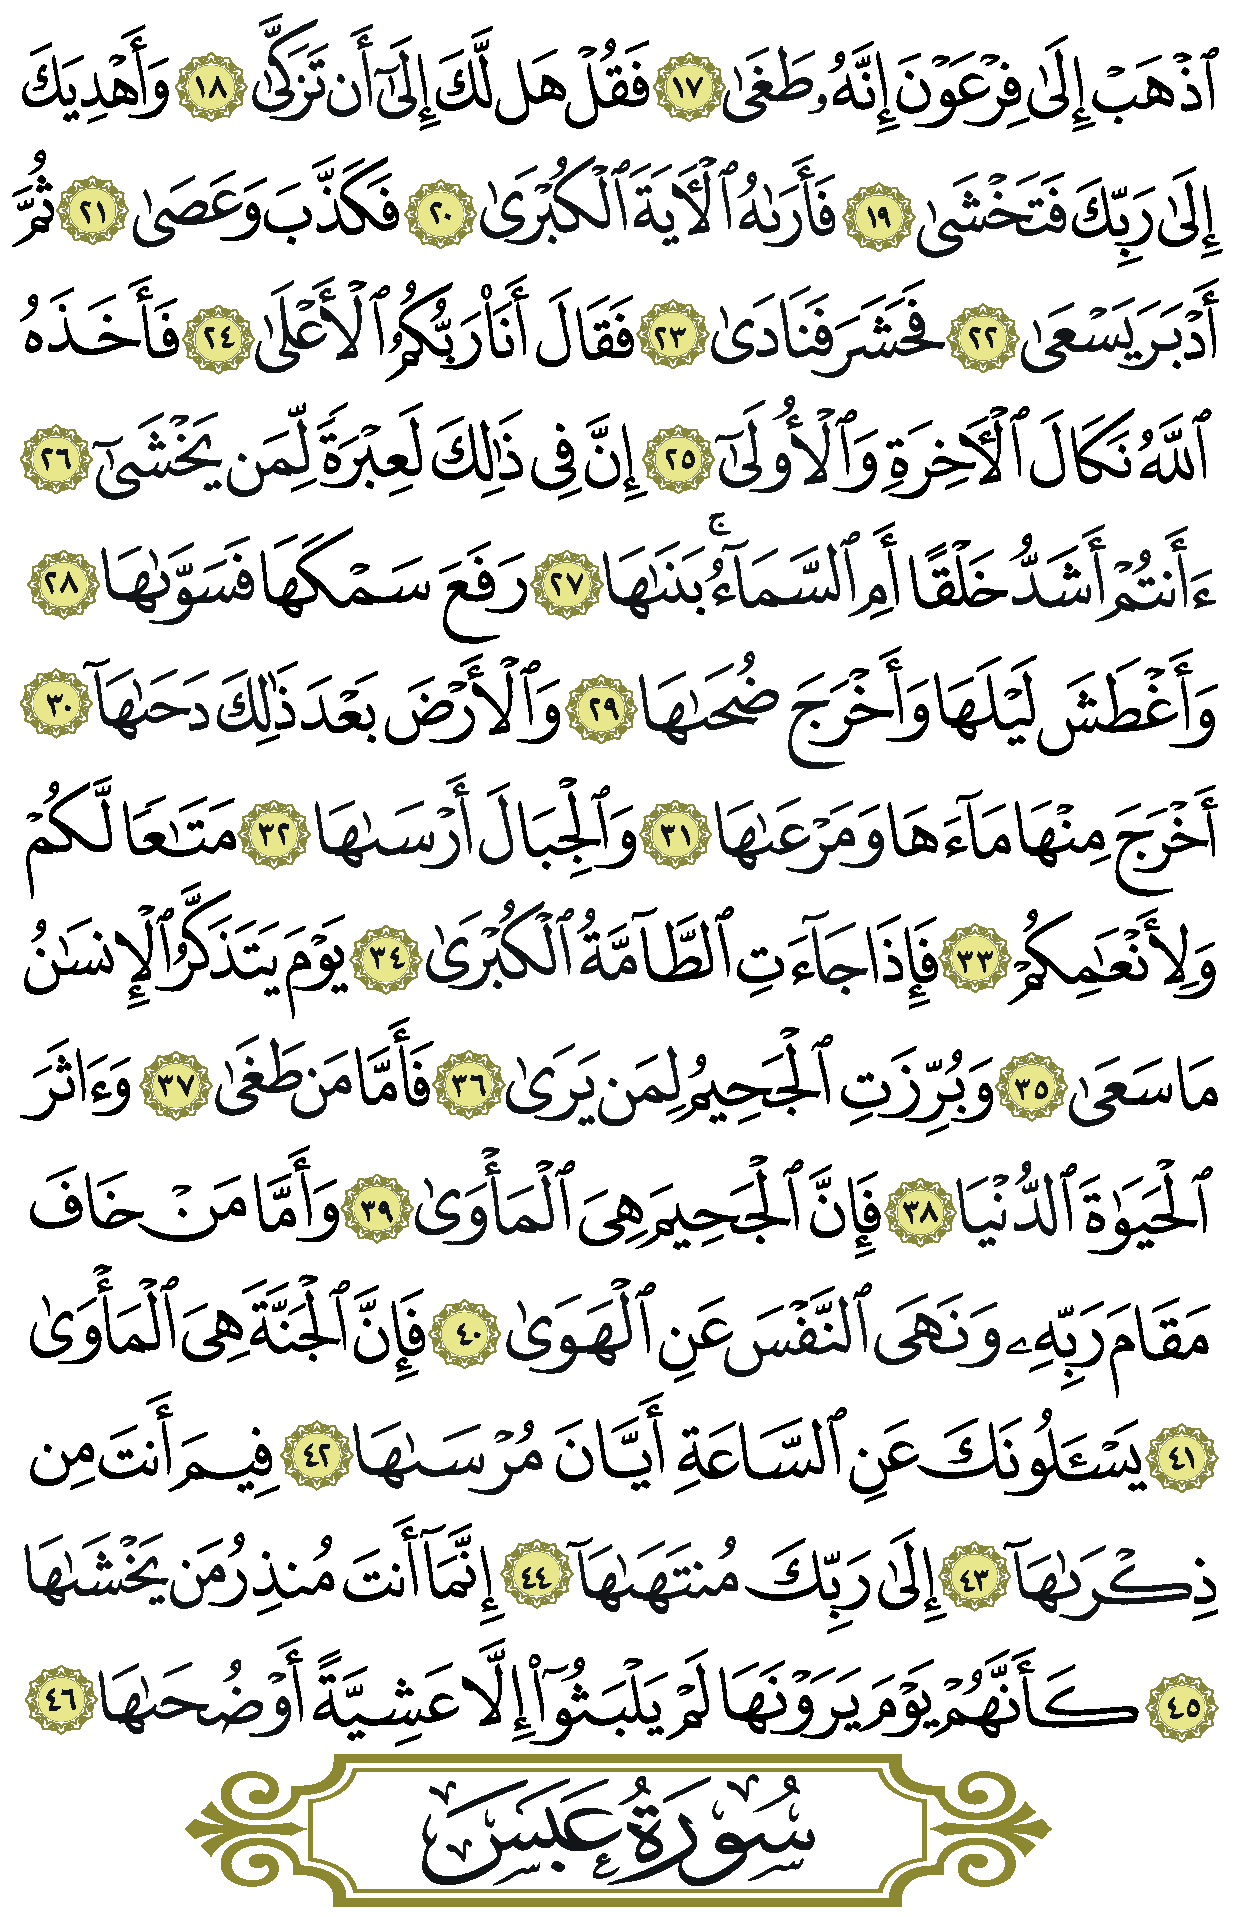 ٱذۡهَبۡ إِلَىٰ فِرۡعَوۡنَ إِنَّهُۥ طَغَىٰ ١٧ فَقُلۡ هَل لَّكَ إِلَىٰٓ أَن تَزَكَّىٰ ١٨ وَأَهۡدِيَكَ
إِلَىٰ رَبِّكَ فَتَخۡشَىٰ ١٩ فَأَرَىٰهُ ٱلۡأٓيَةَ ٱلۡكُبۡرَىٰ ٢٠ فَكَذَّبَ وَعَصَىٰ ٢١ ثُمَّ
أَدۡبَرَ يَسۡعَىٰ ٢٢ فَحَشَرَ فَنَادَىٰ ٢٣ فَقَالَ أَنَا۠ رَبُّكُمُ ٱلۡأَعۡلَىٰ ٢٤ فَأَخَذَهُ
ٱللَّهُ نَكَالَ ٱلۡأٓخِرَةِ وَٱلۡأُولَىٰٓ ٢٥ إِنَّ فِي ذَٰلِكَ لَعِبۡرَةٗ لِّمَن يَخۡشَىٰٓ ٢٦
ءَأَنتُمۡ أَشَدُّ خَلۡقًا أَمِ ٱلسَّمَآءُۚ بَنَىٰهَا ٢٧ رَفَعَ سَمۡكَهَا فَسَوَّىٰهَا ٢٨
وَأَغۡطَشَ لَيۡلَهَا وَأَخۡرَجَ ضُحَىٰهَا ٢٩ وَٱلۡأَرۡضَ بَعۡدَ ذَٰلِكَ دَحَىٰهَآ ٣٠
أَخۡرَجَ مِنۡهَا مَآءَهَا وَمَرۡعَىٰهَا ٣١ وَٱلۡجِبَالَ أَرۡسَىٰهَا ٣٢ مَتَٰعٗا لَّكُمۡ
وَلِأَنۡعَٰمِكُمۡ ٣٣ فَإِذَا جَآءَتِ ٱلطَّآمَّةُ ٱلۡكُبۡرَىٰ ٣٤ يَوۡمَ يَتَذَكَّرُ ٱلۡإِنسَٰنُ
مَا سَعَىٰ ٣٥ وَبُرِّزَتِ ٱلۡجَحِيمُ لِمَن يَرَىٰ ٣٦ فَأَمَّا مَن طَغَىٰ ٣٧ وَءَاثَرَ
ٱلۡحَيَوٰةَ ٱلدُّنۡيَا ٣٨ فَإِنَّ ٱلۡجَحِيمَ هِيَ ٱلۡمَأۡوَىٰ ٣٩ وَأَمَّا مَنۡ خَافَ
مَقَامَ رَبِّهِۦ وَنَهَى ٱلنَّفۡسَ عَنِ ٱلۡهَوَىٰ ٤٠ فَإِنَّ ٱلۡجَنَّةَ هِيَ ٱلۡمَأۡوَىٰ
٤١ يَسۡـَٔلُونَكَ عَنِ ٱلسَّاعَةِ أَيَّانَ مُرۡسَىٰهَا ٤٢ فِيمَ أَنتَ مِن
ذِكۡرَىٰهَآ ٤٣ إِلَىٰ رَبِّكَ مُنتَهَىٰهَآ ٤٤ إِنَّمَآ أَنتَ مُنذِرُ مَن يَخۡشَىٰهَا
٤٥ كَأَنَّهُمۡ يَوۡمَ يَرَوۡنَهَا لَمۡ يَلۡبَثُوٓاْ إِلَّا عَشِيَّةً أَوۡ ضُحَىٰهَا ٤٦
سُورَةُ عَبَسَ